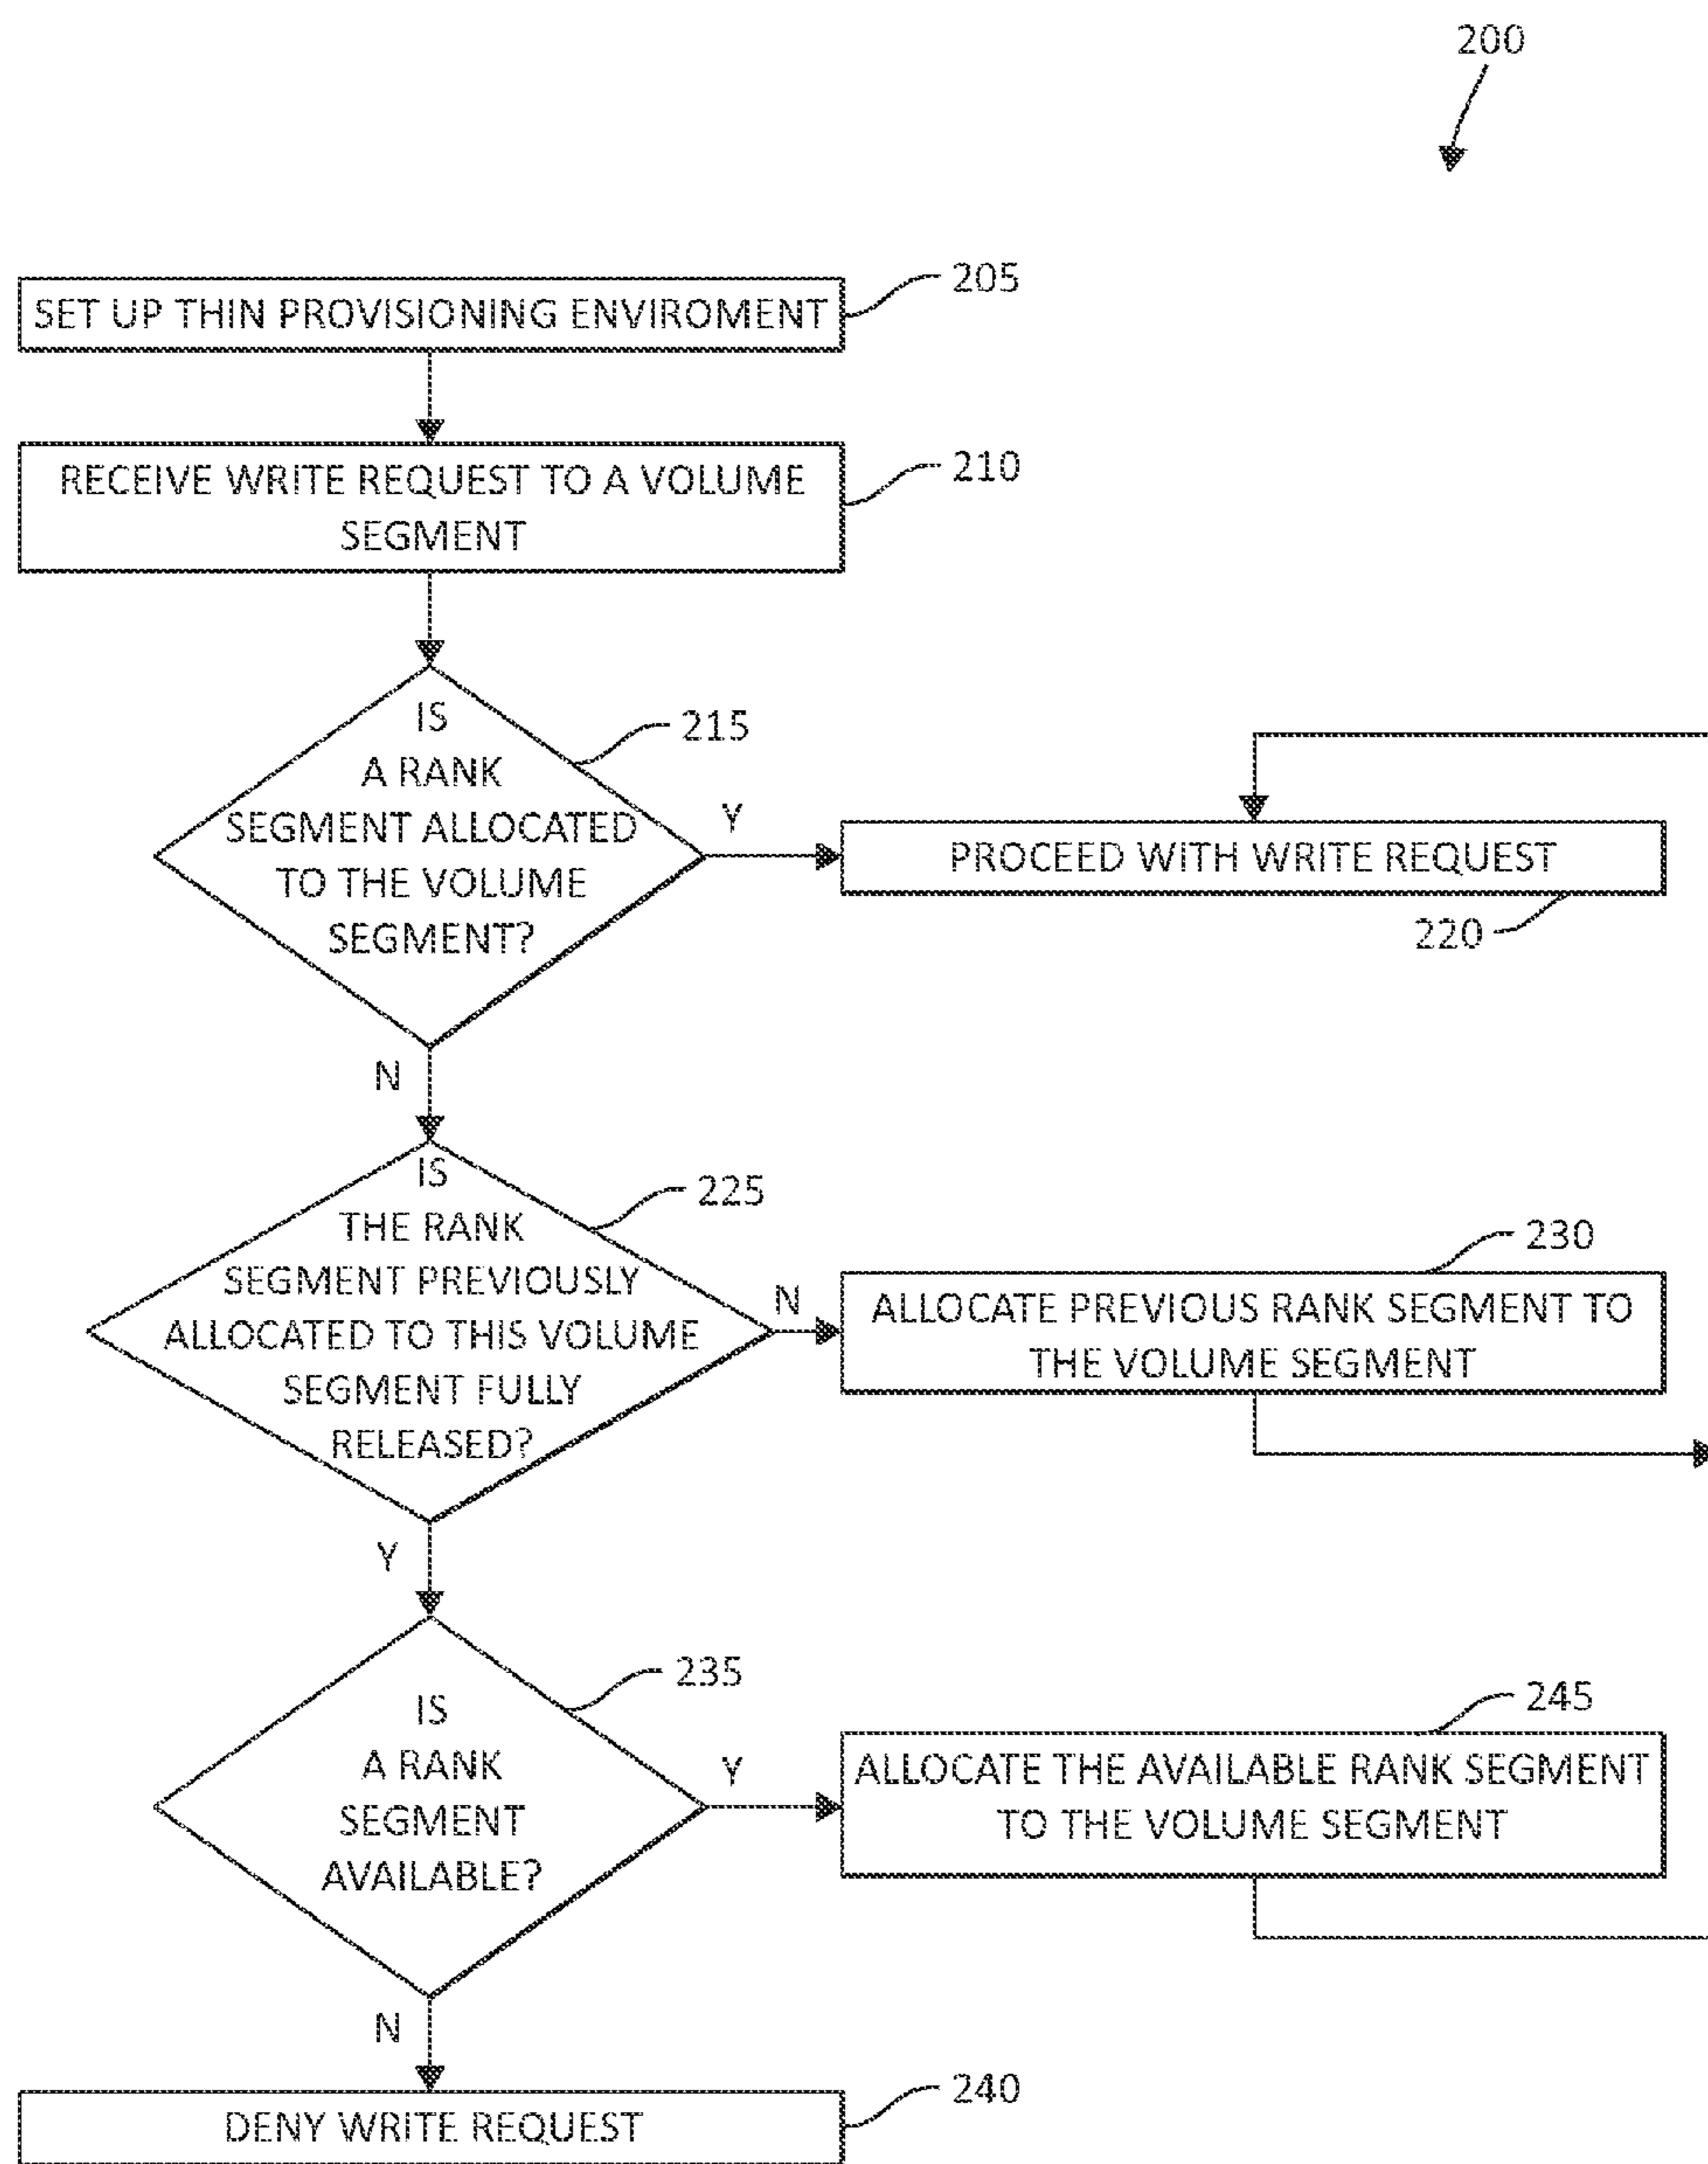 200
SET UP THIN PROVISIONING ENVIROMENT
205
RECEIVE WRITE REQUEST TO A VOLUME
SEGMENT
210
IS
A RANK
SEGMENT ALLOCATED
TO THE VOLUME
SEGMENT?
215
Y
PROCEED WITH WRITE REQUEST
220
N
IS
THE RANK
SEGMENT PREVIOUSLY
ALLOCATED TO THIS VOLUME
SEGMENT FULLY
RELEASED?
225
N
230
ALLOCATE PREVIOUS RANK SEGMENT TO
THE VOLUME SEGMENT
Y
IS
A RANK
SEGMENT
AVAILABLE?
235
Y
245
ALLOCATE THE AVAILABLE RANK SEGMENT
TO THE VOLUME SEGMENT
N
DENY WRITE REQUEST
240